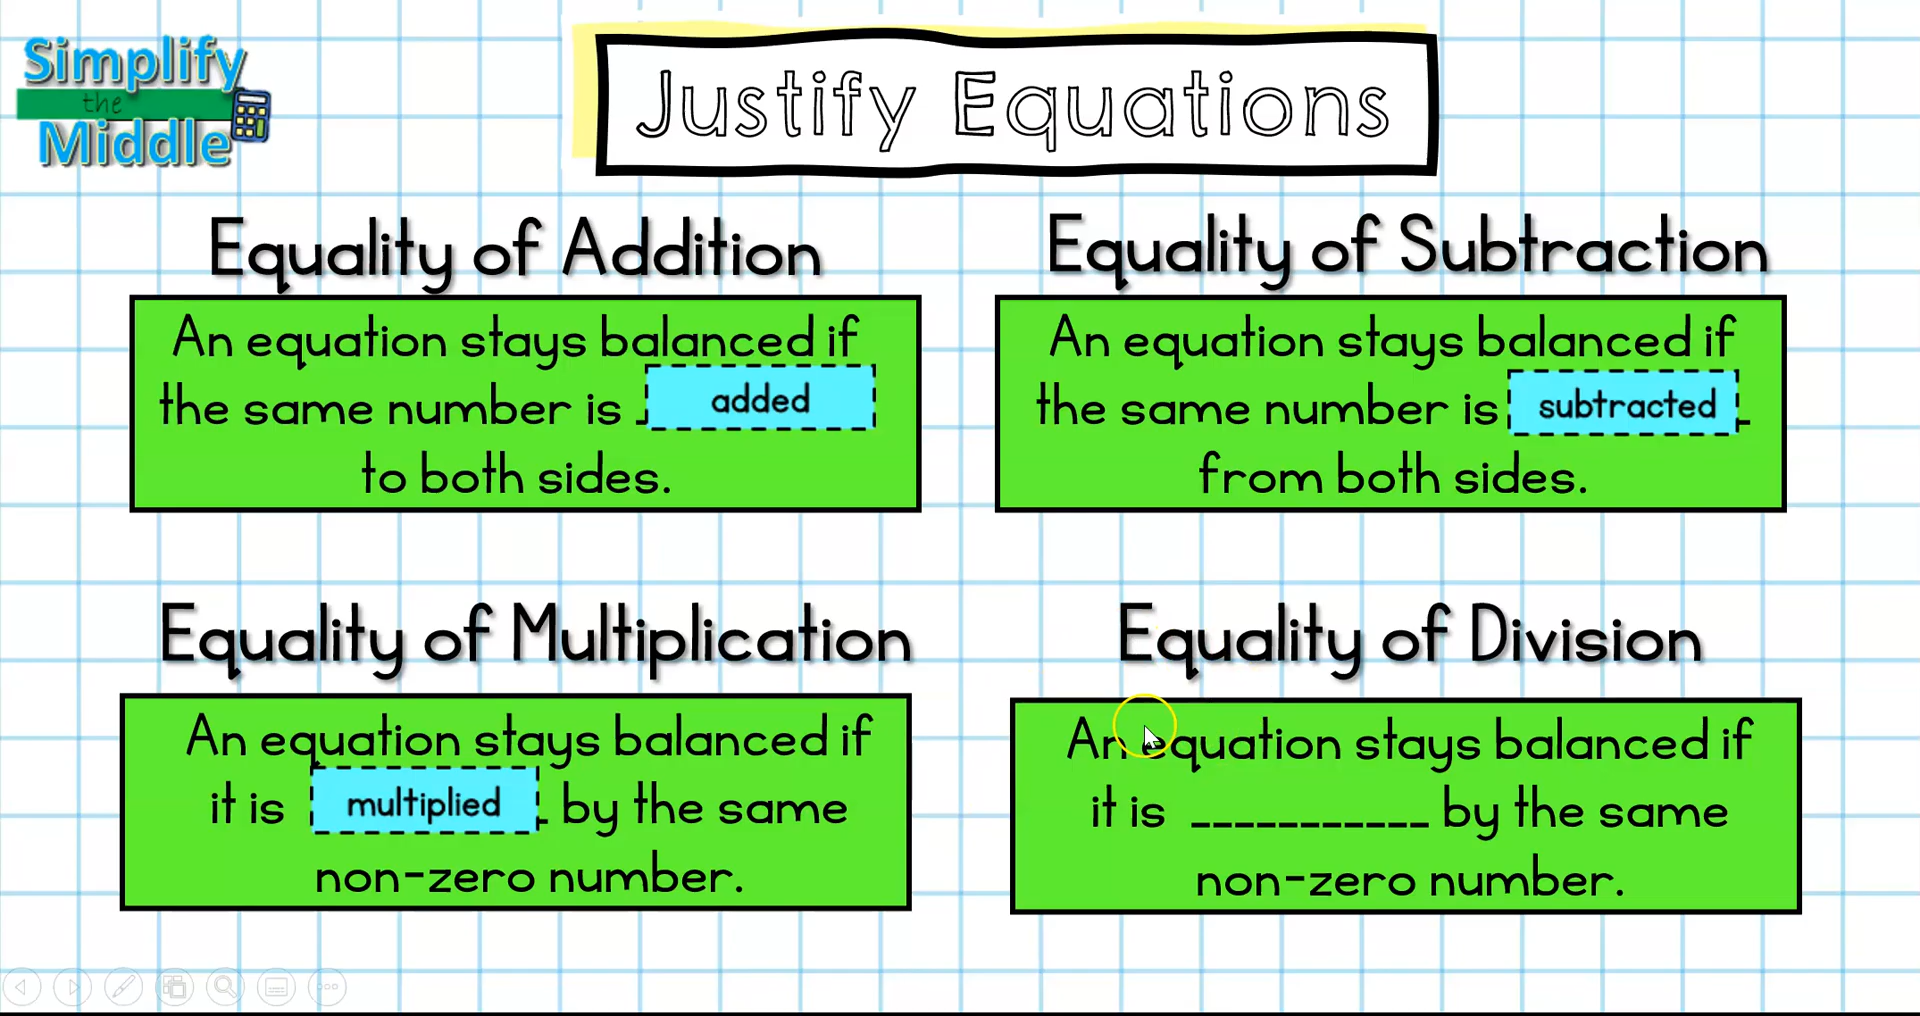 Simplify
the
Middle
Justify Equations
Equality of Addition
An equation stays balanced if
the same number is added
to both sides.
Equality of Subtraction
An equation stays balanced if
the same number is subtracted
from both sides.
Equality of Multiplication
An equation stays balanced if
it is multiplied by the same
non-zero number.
Equality of Division
An equation stays balanced if
it is ___________ by the same
non-zero number.